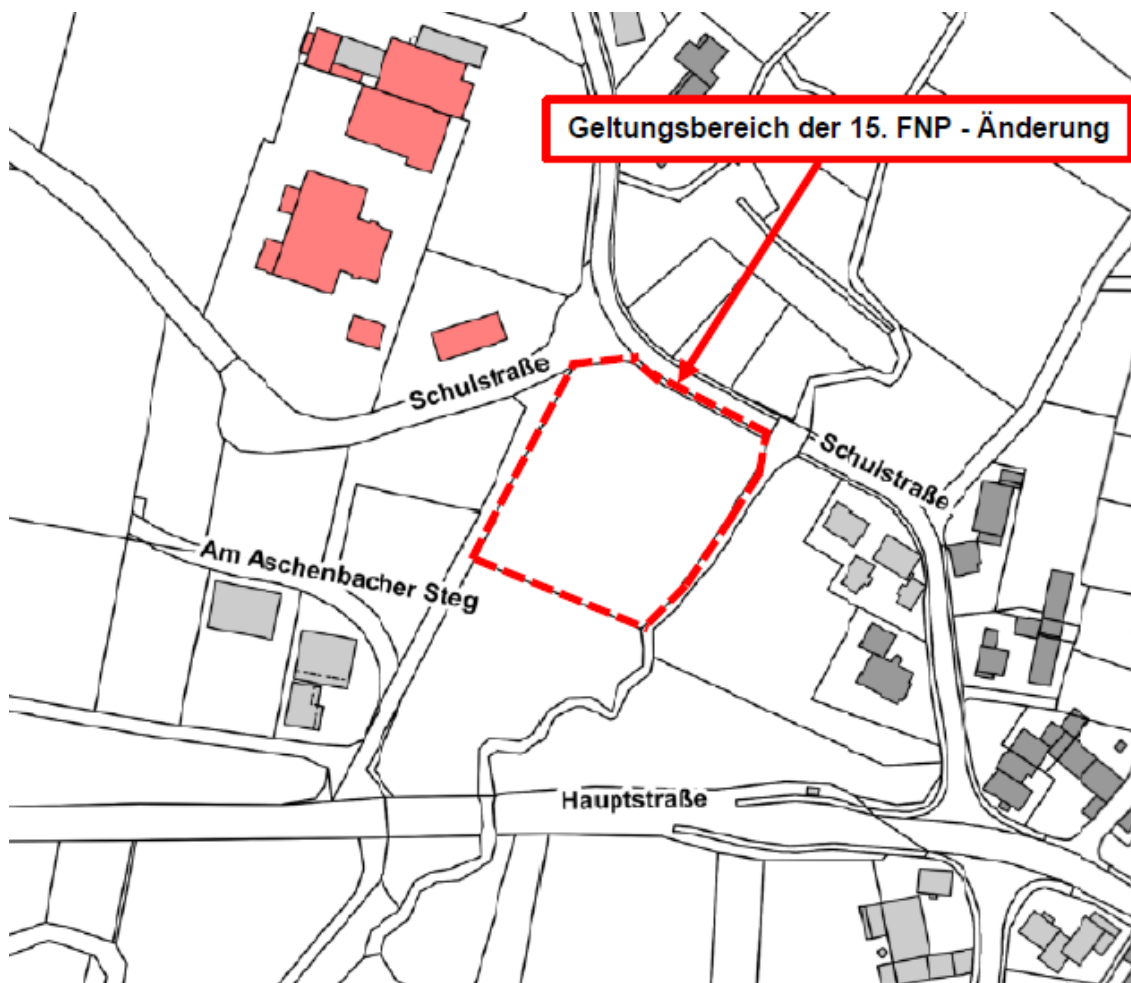 Geltungsbereich der 15. FNP - Änderung
Schulstraße
Schulstraße
Am Aschenbacher Steg
Hauptstraße